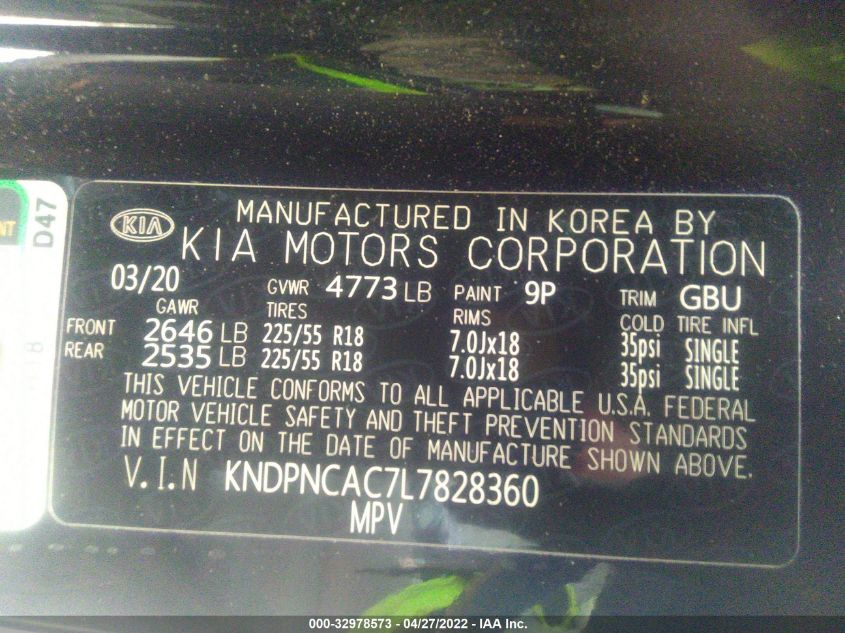 NT
D47
KIA
MANUFACTURED IN KOREA BY
KIA MOTORS CORPORATION
03/20 GVWR 4773 LB PAINT 9P TRIM GBU
GAWR TIRES RIMS COLD TIRE INFL
FRONT 2646 LB 225/55 R18 7.0Jx18 35psi SINGLE
REAR 2535 LB 225/55 R18 7.0Jx18 35psi SINGLE
THIS VEHICLE CONFORMS TO ALL APPLICABLE U.S.A. FEDERAL
MOTOR VEHICLE SAFETY AND THEFT PREVENTION STANDARDS
IN EFFECT ON THE DATE OF MANUFACTURE SHOWN ABOVE.
V.I.N KNDPNCAC7L7828360
MPV
000-32978573 - 04/27/2022 - IAA Inc.